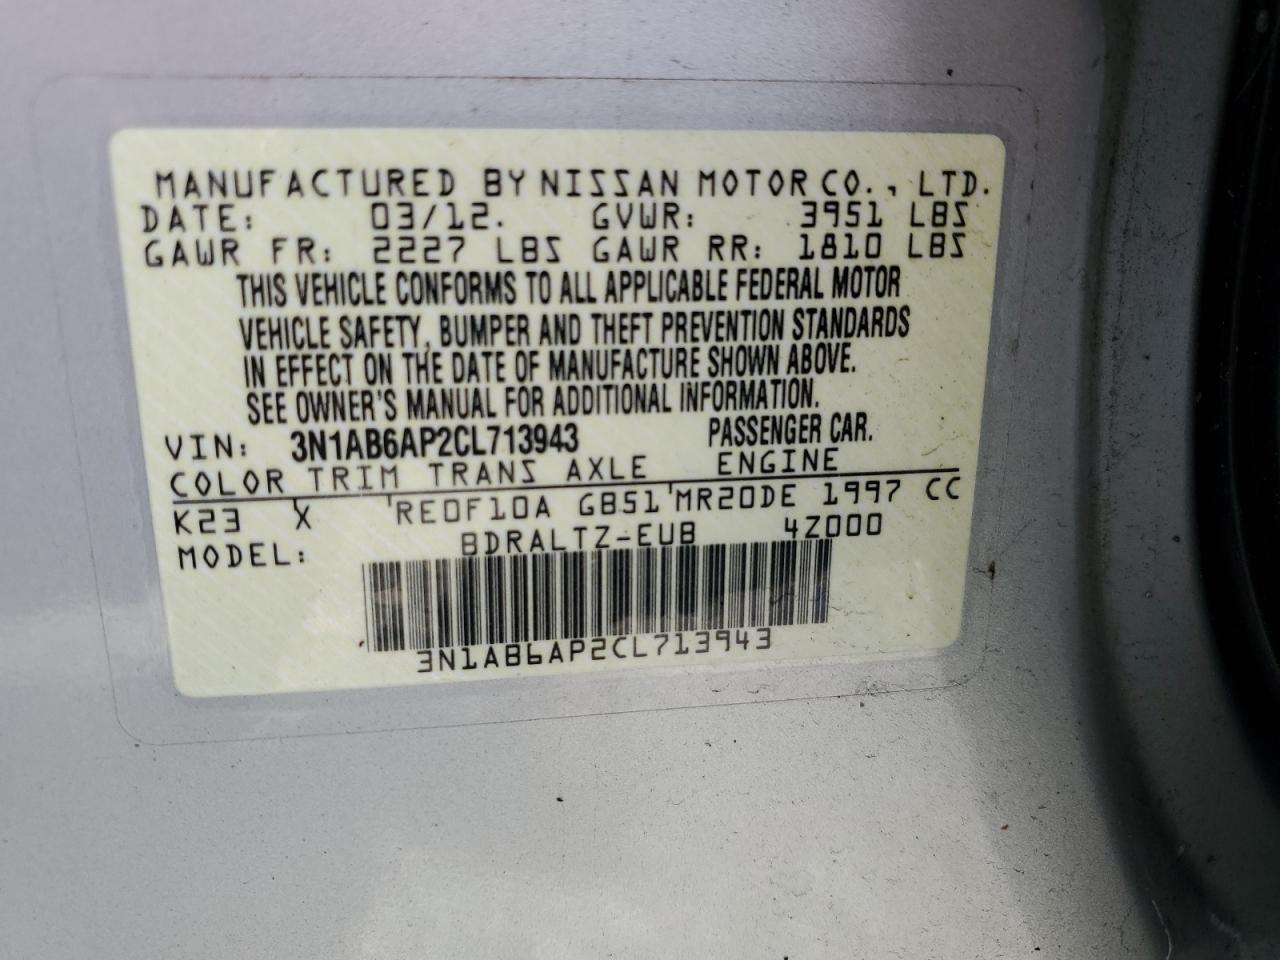 MANUFACTURED BY NISSAN MOTOR CO., LTD.
DATE: 03/12. GVWR: 3951 LBS
GAWR FR: 2227 LBS GAWR RR: 1810 LBS
THIS VEHICLE CONFORMS TO ALL APPLICABLE FEDERAL MOTOR
VEHICLE SAFETY, BUMPER AND THEFT PREVENTION STANDARDS
IN EFFECT ON THE DATE OF MANUFACTURE SHOWN ABOVE.
SEE OWNER'S MANUAL FOR ADDITIONAL INFORMATION.
VIN: 3N1AB6AP2CL713943 PASSENGER CAR.
COLOR TRIM TRANS AXLE ENGINE
K23 X RE0F10A GB51 MR20DE 1997 CC
MODEL: BDRALTZ-EUB 4Z000
3N1AB6AP2CL713943